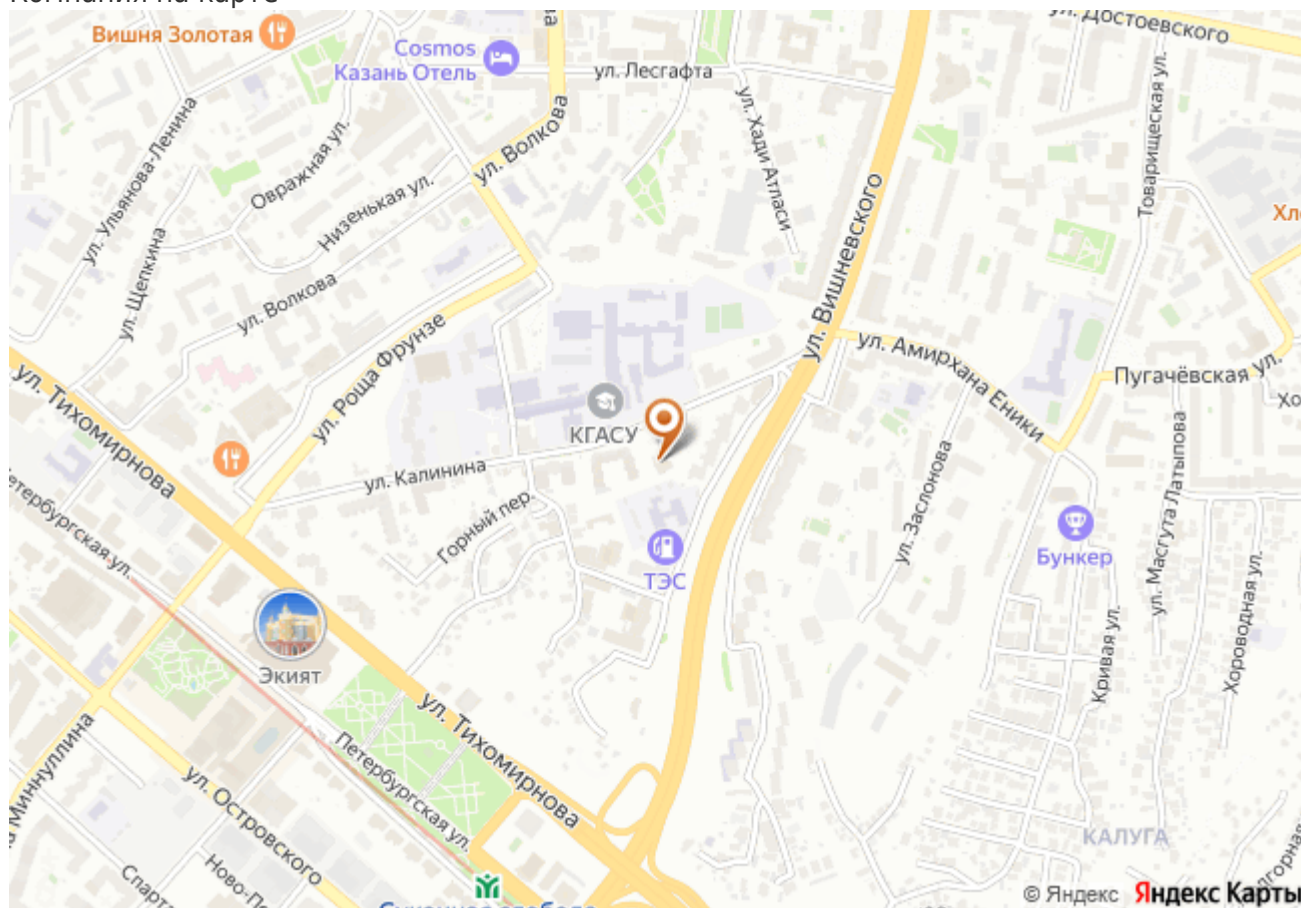 Компания на карте
ул. Достоевского
Вишня Золотая
Cosmos
Казань Отель
ул. Лесгафта
ул. Волкова
ул. Ульянова-Ленина
Овражная ул.
Низенькая ул.
ул. Хади Атласи
Товарищеская ул.
ул. Вишневского
ул. Щепкина
ул. Волкова
ул. Роща Фрунзе
ул. Амирхана Еники
Пугачёвская ул.
ул. Тихомирнова
КГАСУ
ул. Калинина
Горный пер.
ул. Заслонова
ул. Масгута Латыпова
Бункер
ТЭС
Хороводная ул.
Кривая ул.
Экият
ул. Тихомирнова
Петербургская ул.
ул. Островского
КАЛУГА
© Яндекс Яндекс Карты